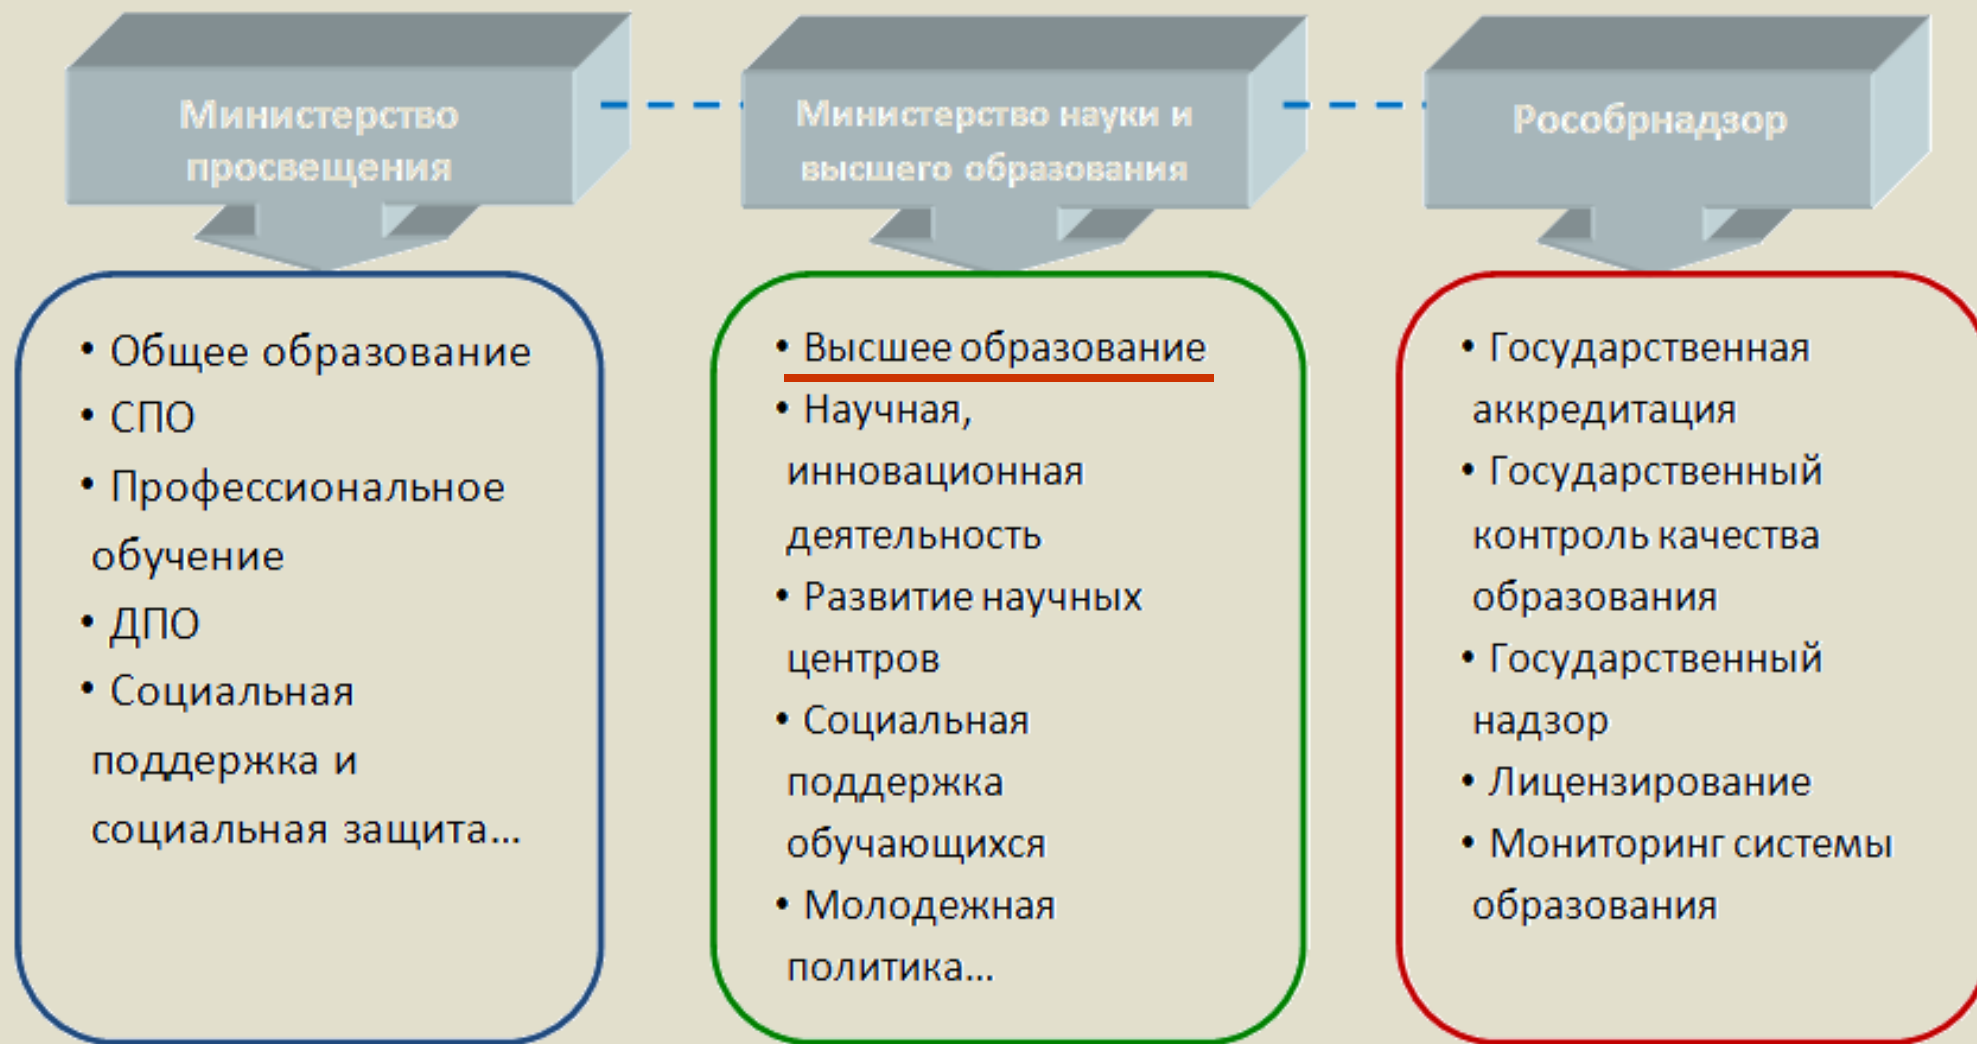 Министерство
просвещения
• Общее образование
• СПО
• Профессиональное
обучение
• ДПО
• Социальная
поддержка и
социальная защита...
Министерство науки и
высшего образования
• Высшее образование
• Научная,
инновационная
деятельность
• Развитие научных
центров
• Социальная
поддержка
обучающихся
• Молодежная
политика...
Рособрнадзор
• Государственная
аккредитация
• Государственный
контроль качества
образования
• Государственный
надзор
• Лицензирование
• Мониторинг системы
образования